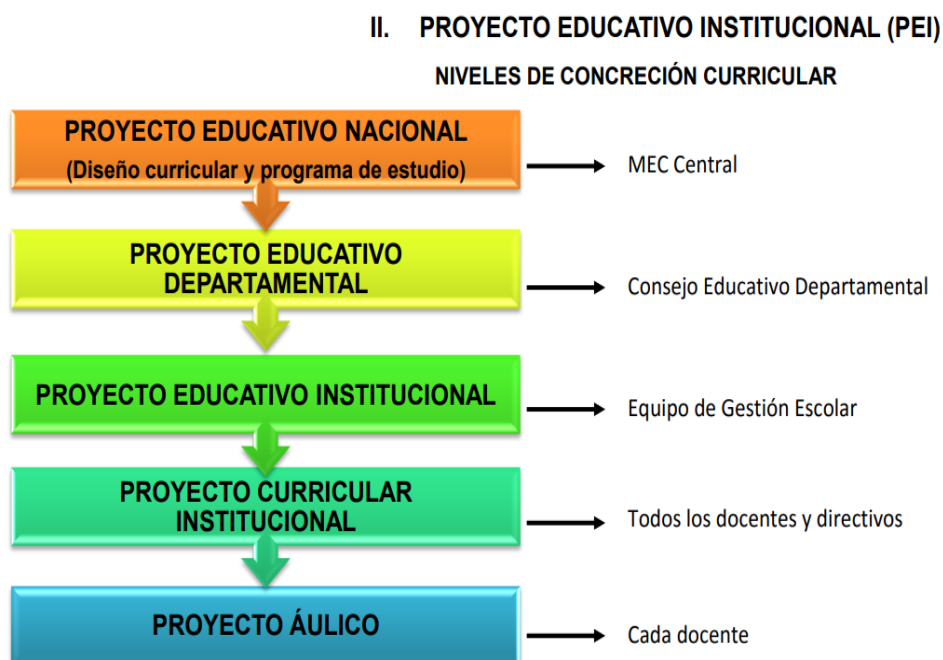 II. PROYECTO EDUCATIVO INSTITUCIONAL (PEI)
NIVELES DE CONCRECIÓN CURRICULAR
PROYECTO EDUCATIVO NACIONAL
(Diseño curricular y programa de estudio)
MEC Central
PROYECTO EDUCATIVO
DEPARTAMENTAL
Consejo Educativo Departamental
PROYECTO EDUCATIVO INSTITUCIONAL
Equipo de Gestión Escolar
PROYECTO CURRICULAR
INSTITUCIONAL
Todos los docentes y directivos
PROYECTO ÁULICO
Cada docente